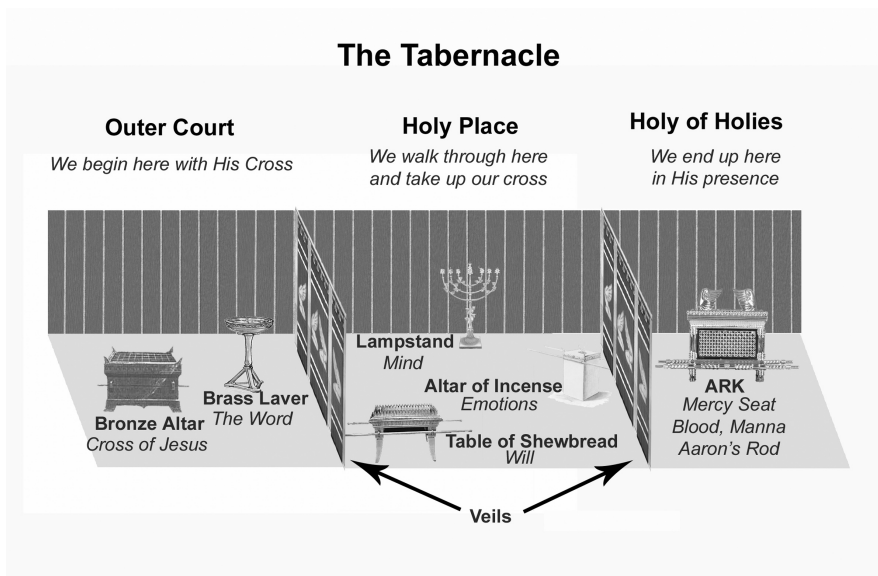 The Tabernacle
Outer Court
We begin here with His Cross
Holy Place
We walk through here
and take up our cross
Holy of Holies
We end up here
in His presence
Bronze Altar
Cross of Jesus
Brass Laver
The Word
Lampstand
Mind
Altar of Incense
Emotions
Table of Shewbread
Will
ARK
Mercy Seat
Blood, Manna
Aaron's Rod
Veils